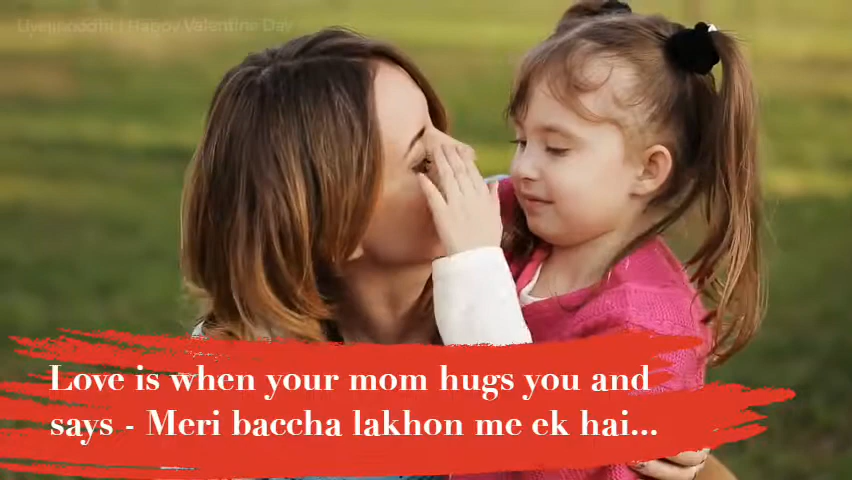 Love is when your mom hugs you and
says - Meri baccha lakhon me ek hai...